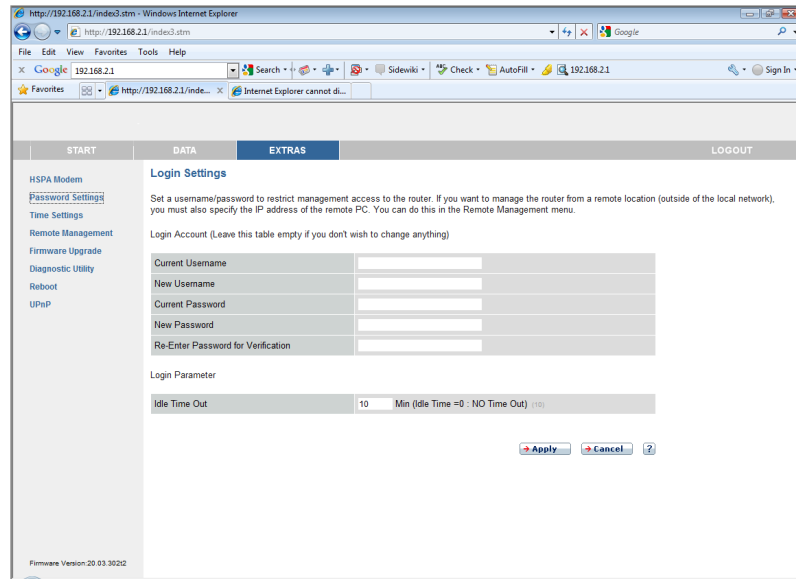 http://192.168.2.1/index3.stm - Windows Internet Explorer
http://192.168.2.1/index3.stm
Google
File Edit View Favorites Tools Help
x Google 192.168.2.1 Search Sidewiki Check AutoFill 192.168.2.1 Sign In
Favorites http://192.168.2.1/inde... x Internet Explorer cannot di...
START DATA EXTRAS LOGOUT
HSPA Modem
Password Settings
Time Settings
Remote Management
Firmware Upgrade
Diagnostic Utility
Reboot
UPnP
Login Settings
Set a username/password to restrict management access to the router. If you want to manage the router from a remote location (outside of the local network),
you must also specify the IP address of the remote PC. You can do this in the Remote Management menu.
Login Account (Leave this table empty if you don't wish to change anything)
Current Username
New Username
Current Password
New Password
Re-Enter Password for Verification
Login Parameter
Idle Time Out 10 Min (Idle Time =0 : NO Time Out) (10)
Apply Cancel ?
Firmware Version:20.03.302t2